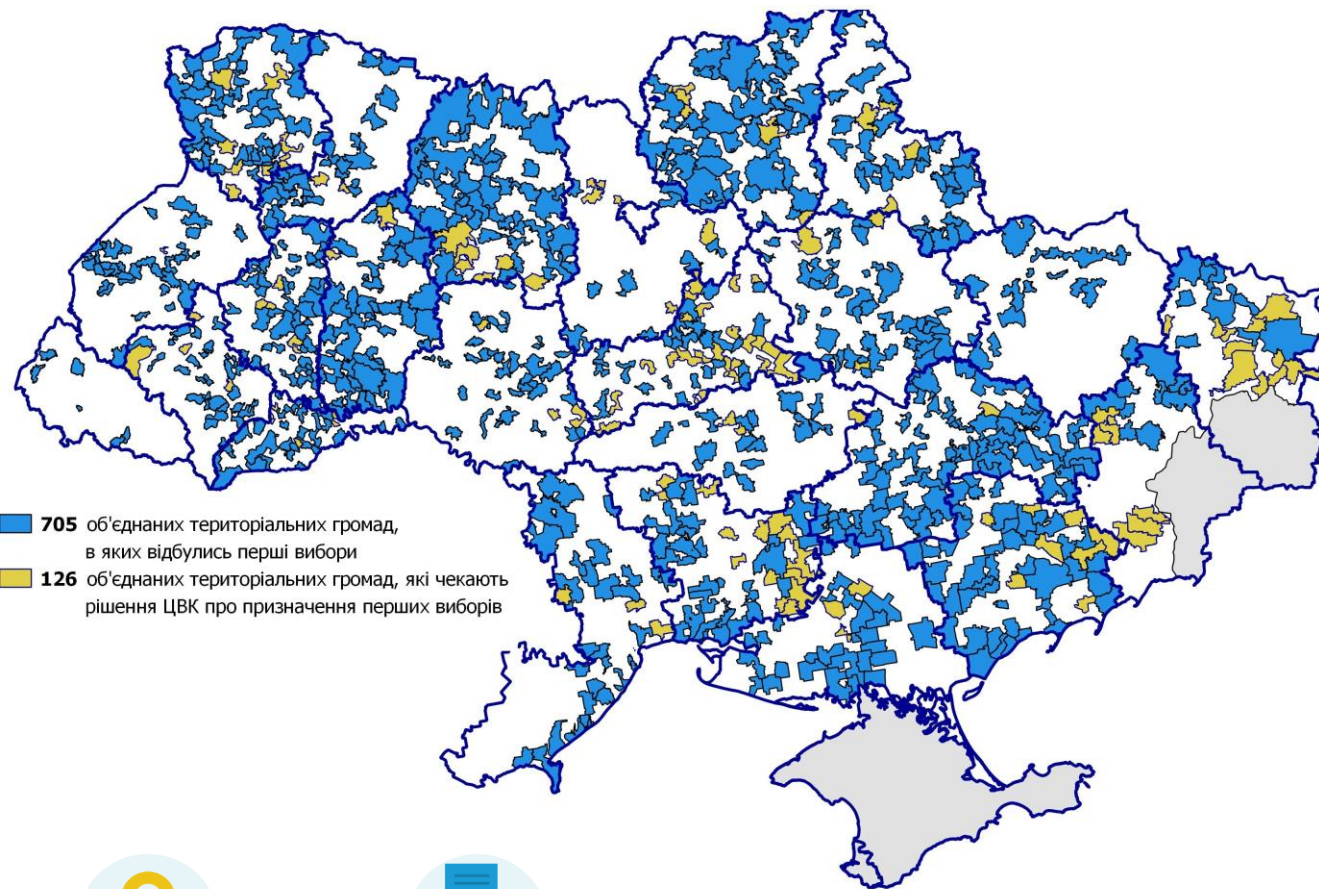 705 об'єднаних територіальних громад,
в яких відбулись перші вибори
126 об'єднаних територіальних громад, які чекають
рішення ЦВК про призначення перших виборів